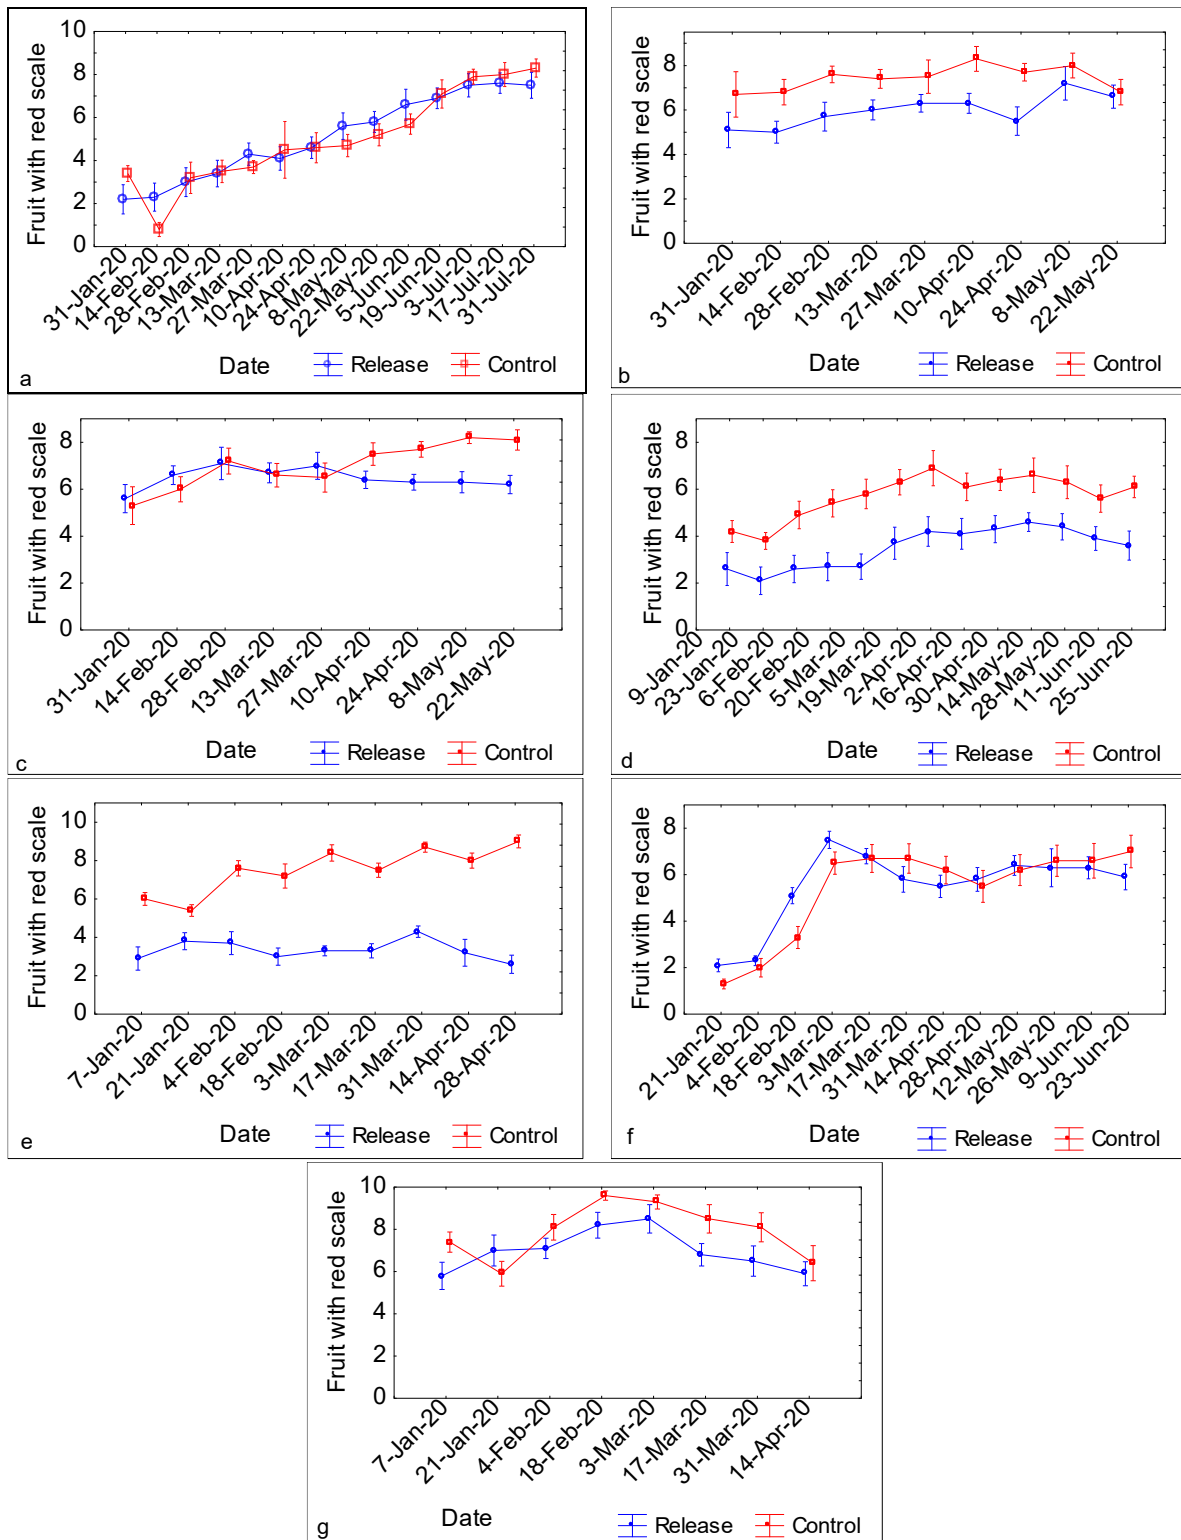 Fruit with red scale
10
8
6
4
2
0
31-Jan-20
14-Feb-20
28-Feb-20
13-Mar-20
27-Mar-20
10-Apr-20
24-Apr-20
8-May-20
22-May-20
5-Jun-20
19-Jun-20
3-Jul-20
17-Jul-20
31-Jul-20
Date
Release
Control
a
Fruit with red scale
8
6
4
2
0
31-Jan-20
14-Feb-20
28-Feb-20
13-Mar-20
27-Mar-20
10-Apr-20
24-Apr-20
8-May-20
22-May-20
Date
Release
Control
b
Fruit with red scale
8
6
4
2
0
31-Jan-20
14-Feb-20
28-Feb-20
13-Mar-20
27-Mar-20
10-Apr-20
24-Apr-20
8-May-20
22-May-20
Date
Release
Control
c
Fruit with red scale
8
6
4
2
0
9-Jan-20
23-Jan-20
6-Feb-20
20-Feb-20
5-Mar-20
19-Mar-20
2-Apr-20
16-Apr-20
30-Apr-20
14-May-20
28-May-20
11-Jun-20
25-Jun-20
Date
Release
Control
d
Fruit with red scale
10
8
6
4
2
0
7-Jan-20
21-Jan-20
4-Feb-20
18-Feb-20
3-Mar-20
17-Mar-20
31-Mar-20
14-Apr-20
28-Apr-20
Date
Release
Control
e
Fruit with red scale
8
6
4
2
0
21-Jan-20
4-Feb-20
18-Feb-20
3-Mar-20
17-Mar-20
31-Mar-20
14-Apr-20
28-Apr-20
12-May-20
26-May-20
9-Jun-20
23-Jun-20
Date
Release
Control
f
Fruit with red scale
10
8
6
4
2
0
7-Jan-20
21-Jan-20
4-Feb-20
18-Feb-20
3-Mar-20
17-Mar-20
31-Mar-20
14-Apr-20
Date
Release
Control
g